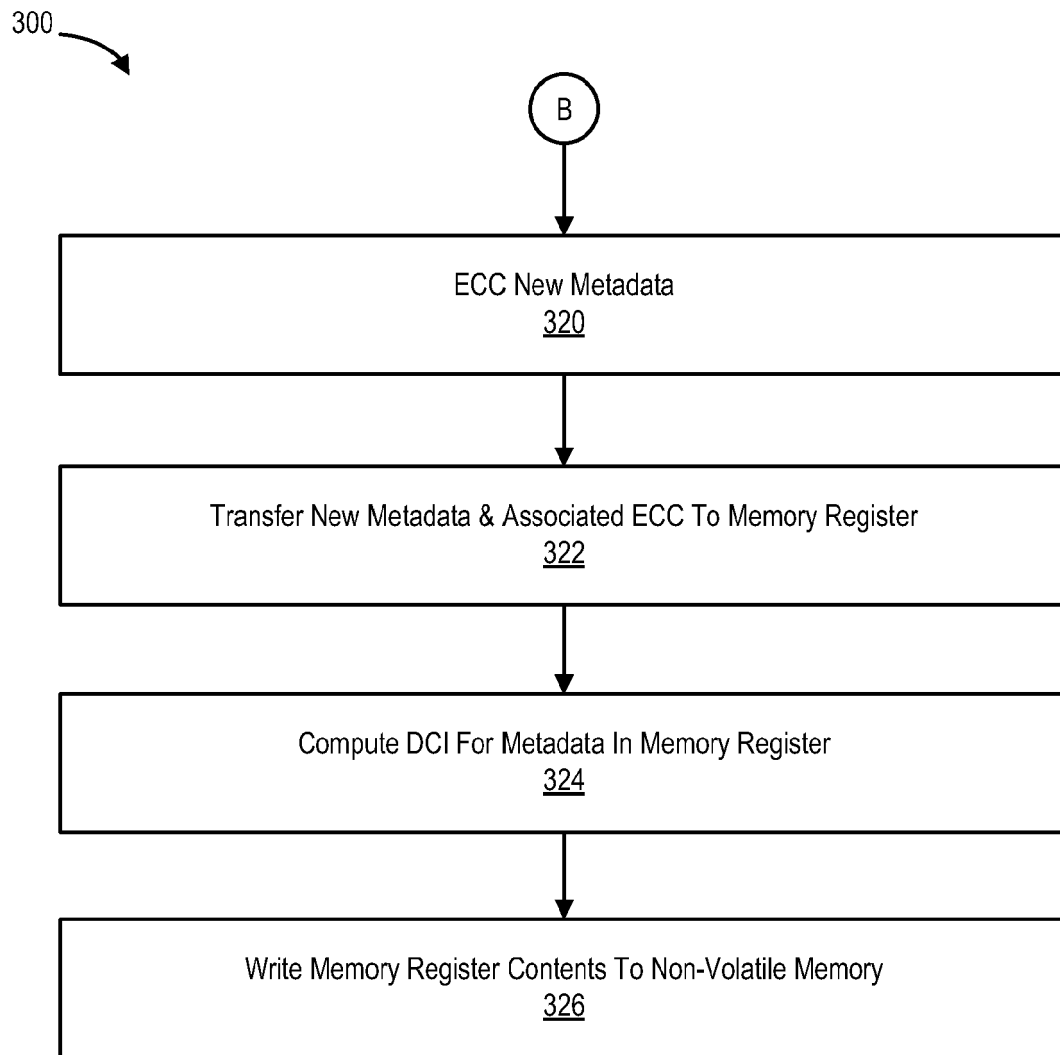 300
B
ECC New Metadata
320
Transfer New Metadata & Associated ECC To Memory Register
322
Compute DCI For Metadata In Memory Register
324
Write Memory Register Contents To Non-Volatile Memory
326